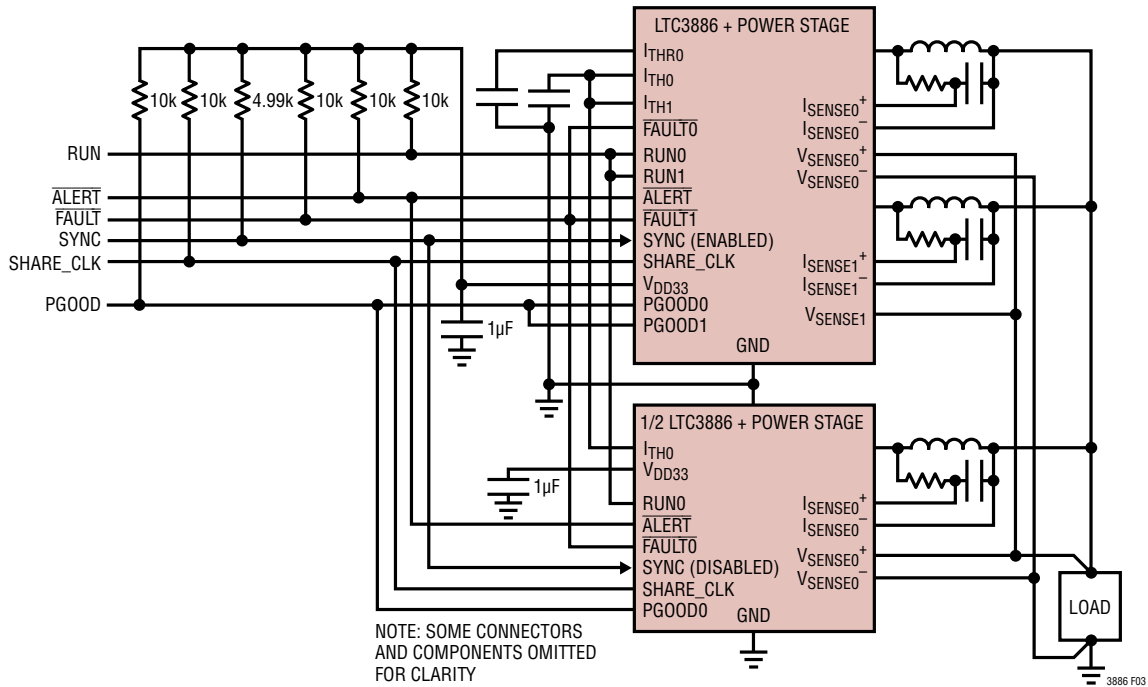 LTC3886 + POWER STAGE
10k
10k
4.99k
10k
10k
10k
RUN
ALERT
FAULT
SYNC
SHARE_CLK
PGOOD
1µF
ITHR0
ITH0
ITH1
FAULT0
RUN0
RUN1
ALERT
FAULT1
SYNC (ENABLED)
SHARE_CLK
VDD33
PGOOD0
PGOOD1
GND
ISENSE0+
ISENSE0–
VSENSE0+
VSENSE0–
ISENSE1+
ISENSE1–
VSENSE1
1/2 LTC3886 + POWER STAGE
1µF
ITH0
VDD33
RUN0
ALERT
FAULT0
SYNC (DISABLED)
SHARE_CLK
PGOOD0
GND
ISENSE0+
ISENSE0–
VSENSE0+
VSENSE0–
LOAD
NOTE: SOME CONNECTORS
AND COMPONENTS OMITTED
FOR CLARITY
3886 F03